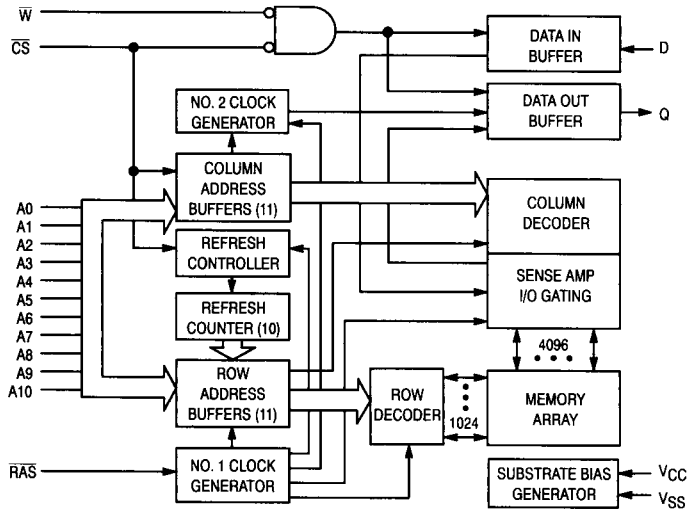 W
CS
DATA IN
BUFFER
D
NO. 2 CLOCK
GENERATOR
DATA OUT
BUFFER
Q
COLUMN
ADDRESS
BUFFERS (11)
COLUMN
DECODER
A0
A1
A2
A3
A4
A5
A6
A7
A8
A9
A10
REFRESH
CONTROLLER
SENSE AMP
I/O GATING
REFRESH
COUNTER (10)
4096
ROW
ADDRESS
BUFFERS (11)
ROW
DECODER
1024
MEMORY
ARRAY
RAS
NO. 1 CLOCK
GENERATOR
SUBSTRATE BIAS
GENERATOR
VCC
VSS